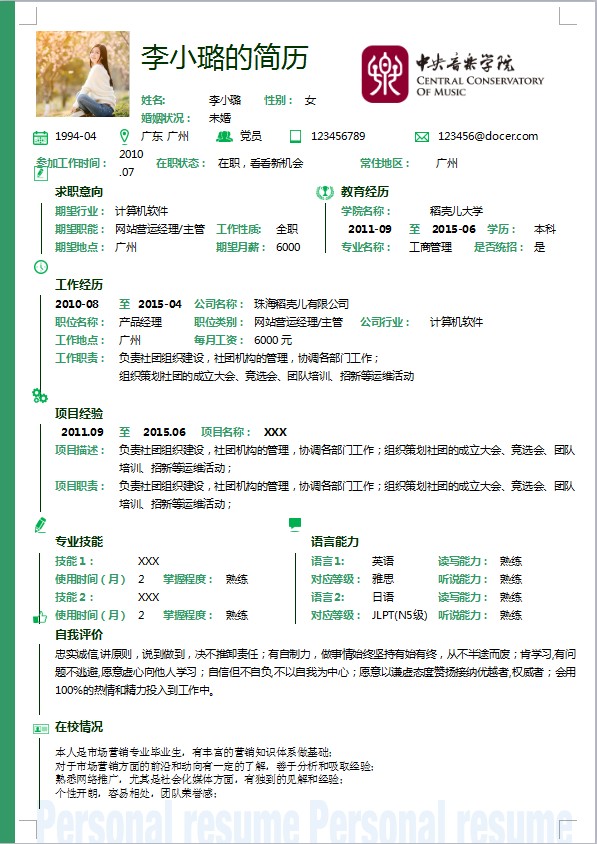 李小璐的简历
中央音乐学院
CENTRAL CONSERVATORY
OF MUSIC
姓名: 李小璐 性别: 女
婚姻状况: 未婚
1994-04 广东 广州 党员 123456789 123456@docer.com
参加工作时间: 2010.07 在职状态: 在职，看看新机会 常住地区: 广州
求职意向
期望行业: 计算机软件
期望职能: 网站营运经理/主管 工作性质: 全职
期望地点: 广州 期望月薪: 6000
教育经历
学院名称: 稻壳儿大学
2011-09 至 2015-06 学历: 本科
专业名称: 工商管理 是否统招: 是
工作经历
2010-08 至 2015-04 公司名称: 珠海稻壳儿有限公司
职位名称: 产品经理 职位类别: 网站营运经理/主管 公司行业: 计算机软件
工作地点: 广州 每月工资: 6000 元
工作职责: 负责社团组织建设，社团机构的管理，协调各部门工作；
组织策划社团的成立大会、竞选会、团队培训、招新等运维活动
项目经验
2011.09 至 2015.06 项目名称: XXX
项目描述: 负责社团组织建设，社团机构的管理，协调各部门工作；组织策划社团的成立大会、竞选会、团队
培训、招新等运维活动；
项目职责: 负责社团组织建设，社团机构的管理，协调各部门工作；组织策划社团的成立大会、竞选会、团队
培训、招新等运维活动；
专业技能
技能 1: XXX
使用时间（月） 2 掌握程度: 熟练
技能 2: XXX
使用时间（月） 2 掌握程度: 熟练
语言能力
语言 1: 英语 读写能力: 熟练
对应等级: 雅思 听说能力: 熟练
语言 2: 日语 读写能力: 熟练
对应等级: JLPT(N5级) 听说能力: 熟练
自我评价
忠实诚信,讲原则，说到做到，决不推卸责任；有自制力，做事情始终坚持有始有终，从不半途而废；肯学习,有问
题不逃避,愿意虚心向他人学习；自信但不自负,不以自我为中心；愿意以谦虚态度赞扬接纳优越者,权威者；会用
100%的热情和精力投入到工作中。
在校情况
本人是市场营销专业毕业生，有丰富的营销知识体系做基础；
对于市场营销方面的前沿和动向有一定的了解，善于分析和吸取经验；
熟悉网络推广，尤其是社会化媒体方面，有独到的见解和经验；
个性开朗，容易相处，团队荣誉感；
Personal resume Personal resume